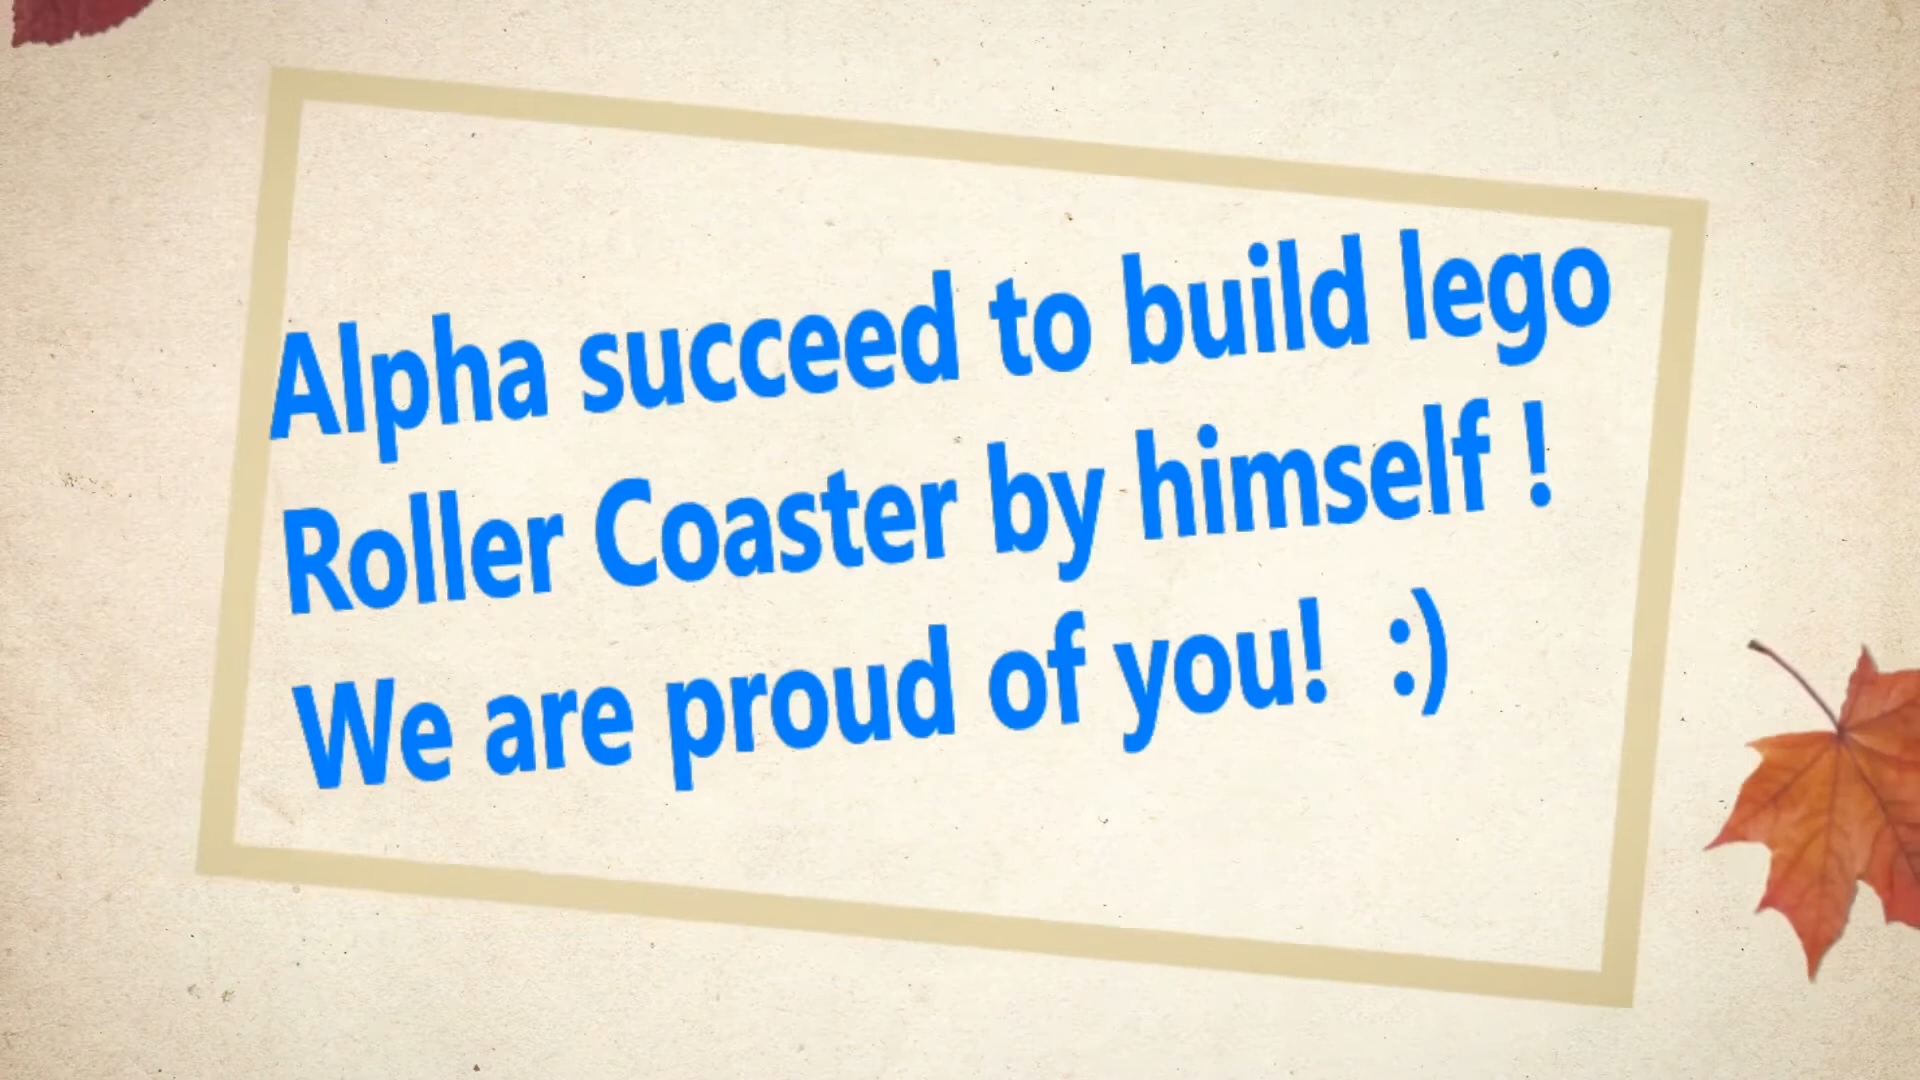 Alpha succeed to build lego
Roller Coaster by himself !
We are proud of you!  :)